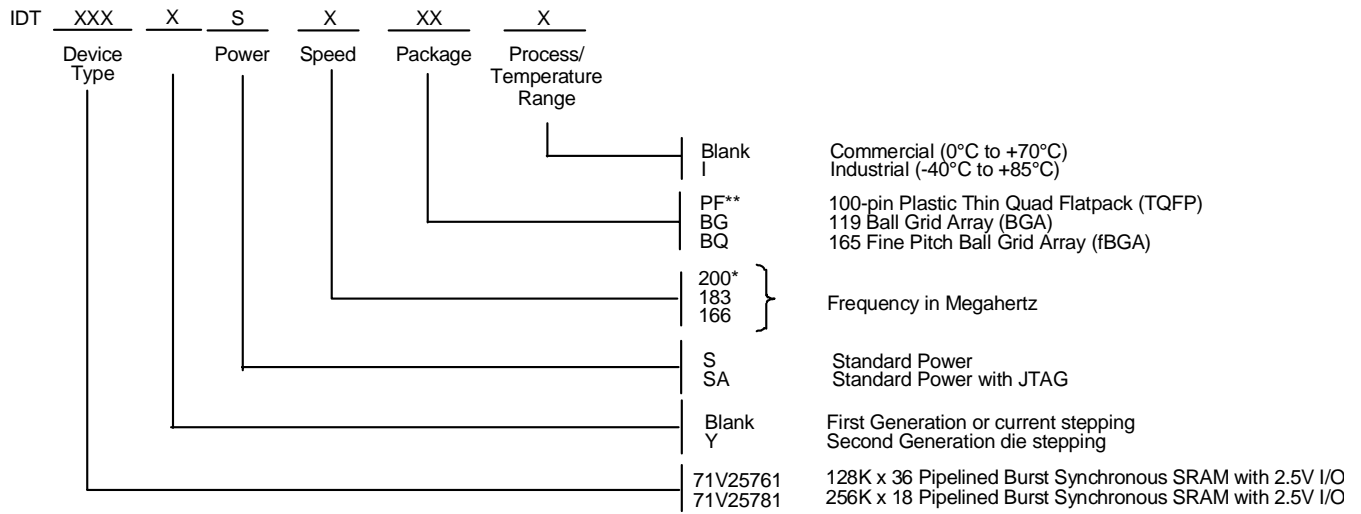 IDT XXX X S X XX X
Device Type Power Speed Package Process/ Temperature Range
Blank Commercial (0°C to +70°C)
I Industrial (-40°C to +85°C)
PF** 100-pin Plastic Thin Quad Flatpack (TQFP)
BG 119 Ball Grid Array (BGA)
BQ 165 Fine Pitch Ball Grid Array (fBGA)
200*
183 Frequency in Megahertz
166
S Standard Power
SA Standard Power with JTAG
Blank First Generation or current stepping
Y Second Generation die stepping
71V25761 128K x 36 Pipelined Burst Synchronous SRAM with 2.5V I/O
71V25781 256K x 18 Pipelined Burst Synchronous SRAM with 2.5V I/O